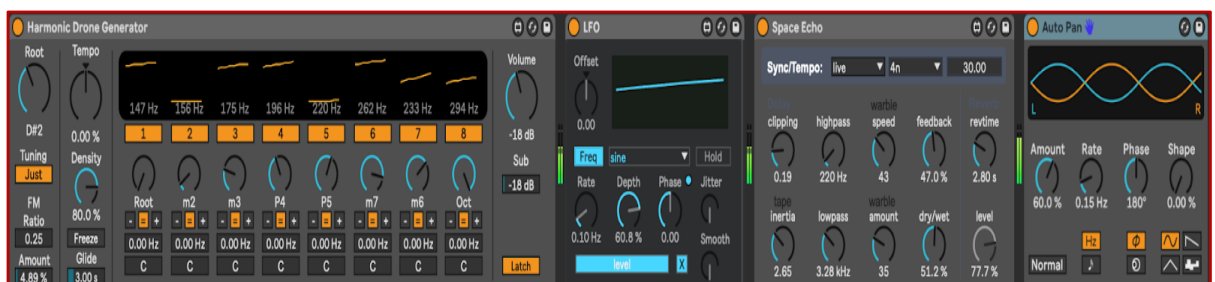 Harmonic Drone Generator
Root
Tempo
D#2
0.00 %
Tuning
Just
Density
80.0 %
FM
Ratio
0.25
Freeze
Amount
4.89 %
Glide
3.00 s
147 Hz 156 Hz 175 Hz 196 Hz 220 Hz 262 Hz 233 Hz 294 Hz
1 2 3 4 5 6 7 8
Root m2 m3 P4 P5 m7 m6 Oct
- = + - = + - = + - = + - = + - = + - = + - = +
0.00 Hz 0.00 Hz 0.00 Hz 0.00 Hz 0.00 Hz 0.00 Hz 0.00 Hz 0.00 Hz
C C C C C C C C
Volume
-18 dB
Sub
-18 dB
Latch
LFO
Offset
0.00
Freq sine Hold
Rate Depth Phase Jitter
0.10 Hz 60.8 % 0.00 Smooth
level X
Space Echo
Sync/Tempo: live 4n 30.00
Delay warble Reverb
clipping highpass speed feedback revtime
0.19 220 Hz 43 47.0 % 2.80 s
tape warble
inertia lowpass amount dry/wet level
2.65 3.28 kHz 35 51.2 % 77.7 %
Auto Pan
L
R
Amount Rate Phase Shape
60.0 % 0.15 Hz 180° 0.00 %
Hz
Normal